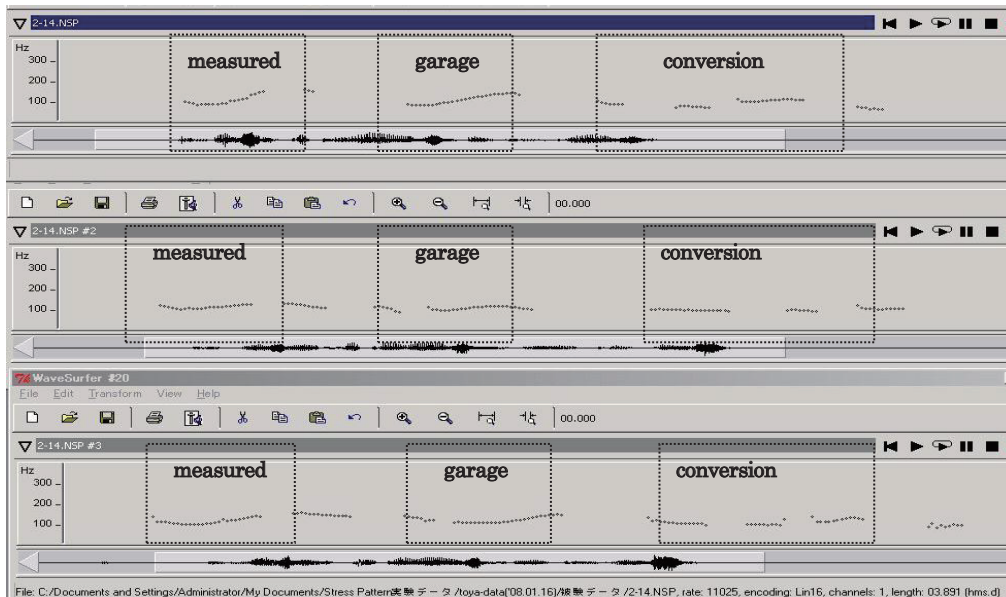 2-14.NSP
Hz
measured garage conversion
300
200
100
00.000
2-14.NSP #2
Hz
measured garage conversion
300
200
100
WaveSurfer #20
File Edit Transform View Help
00.000
2-14.NSP #3
Hz
measured garage conversion
300
200
100
File: C:/Documents and Settings/Administrator/My Documents/Stress Pattern実験データ/toya-data('08.01.16)/被験データ/2-14.NSP, rate: 11025, encoding: Lin16, channels: 1, length: 03.891 [hms.d]